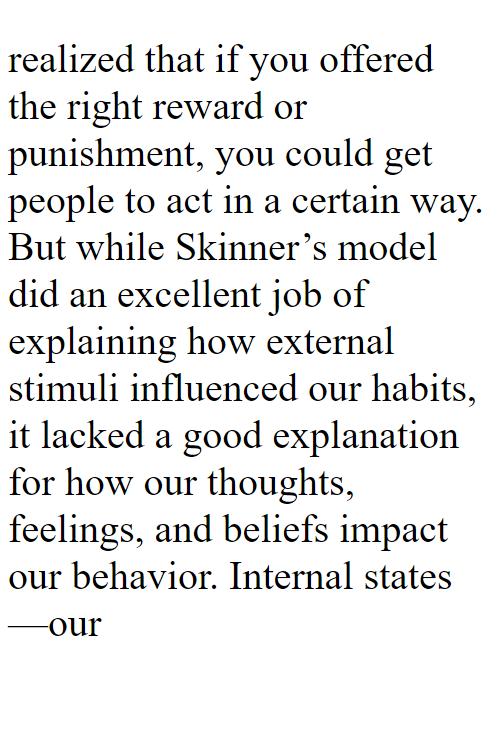 realized that if you offered
the right reward or
punishment, you could get
people to act in a certain way.
But while Skinner’s model
did an excellent job of
explaining how external
stimuli influenced our habits,
it lacked a good explanation
for how our thoughts,
feelings, and beliefs impact
our behavior. Internal states
—our